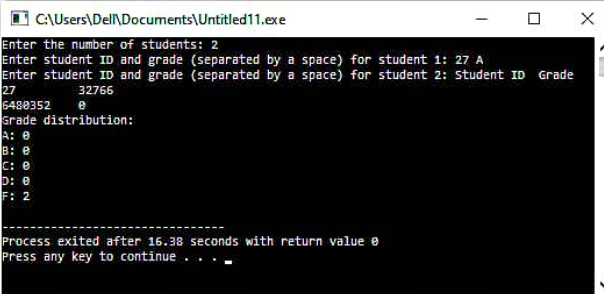 C:\Users\Dell\Documents\Untitled11.exe
Enter the number of students: 2
Enter student ID and grade (separated by a space) for student 1: 27 A
Enter student ID and grade (separated by a space) for student 2: Student ID  Grade
27        32766
6480352   0
Grade distribution:
A: 0
B: 0
C: 0
D: 0
F: 2
--------------------------------
Process exited after 16.38 seconds with return value 0
Press any key to continue . . .